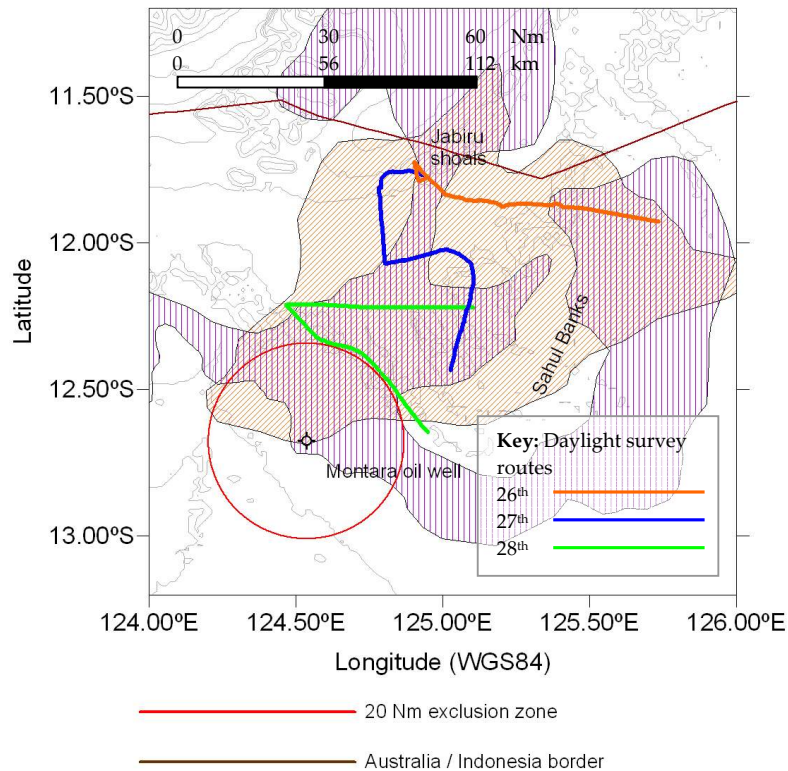 0 30 60 Nm
0 56 112 km
11.50ºS
Jabiru
shoals
12.00ºS
Latitude
Sahul Banks
12.50ºS
Key: Daylight survey
routes
26th
27th
28th
Montara oil well
13.00ºS
124.00ºE 124.50ºE 125.00ºE 125.50ºE 126.00ºE
Longitude (WGS84)
20 Nm exclusion zone
Australia / Indonesia border